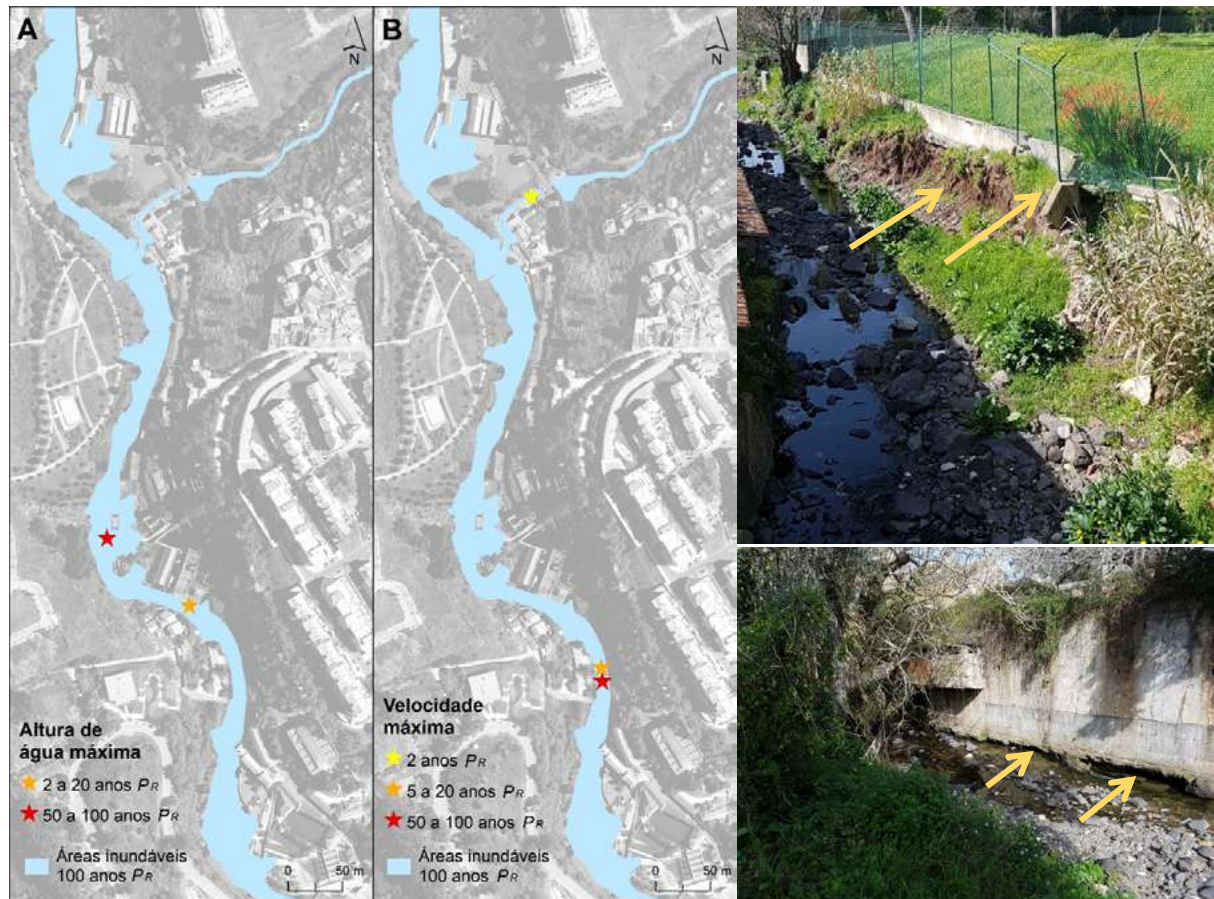 A
N
Altura de
água máxima
2 a 20 anos PR
50 a 100 anos PR
Áreas inundáveis
100 anos PR
0 50 m
B
N
Velocidade
máxima
2 anos PR
5 a 20 anos PR
50 a 100 anos PR
Áreas inundáveis
100 anos PR
0 50 m